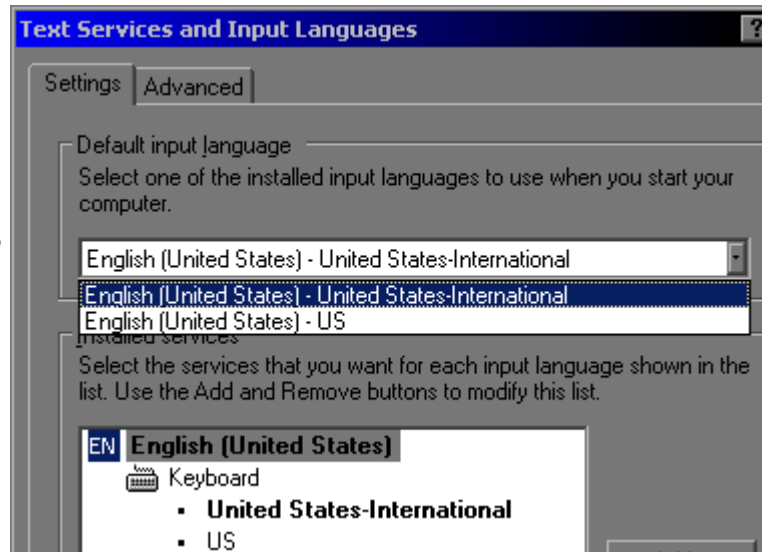 Text Services and Input Languages ?
Settings Advanced
Default input language
Select one of the installed input languages to use when you start your
computer.
English (United States) - United States-International
English (United States) - United States-International
English (United States) - US
Installed services
Select the services that you want for each input language shown in the
list. Use the Add and Remove buttons to modify this list.
EN English (United States)
Keyboard
▪ United States-International
▪ US